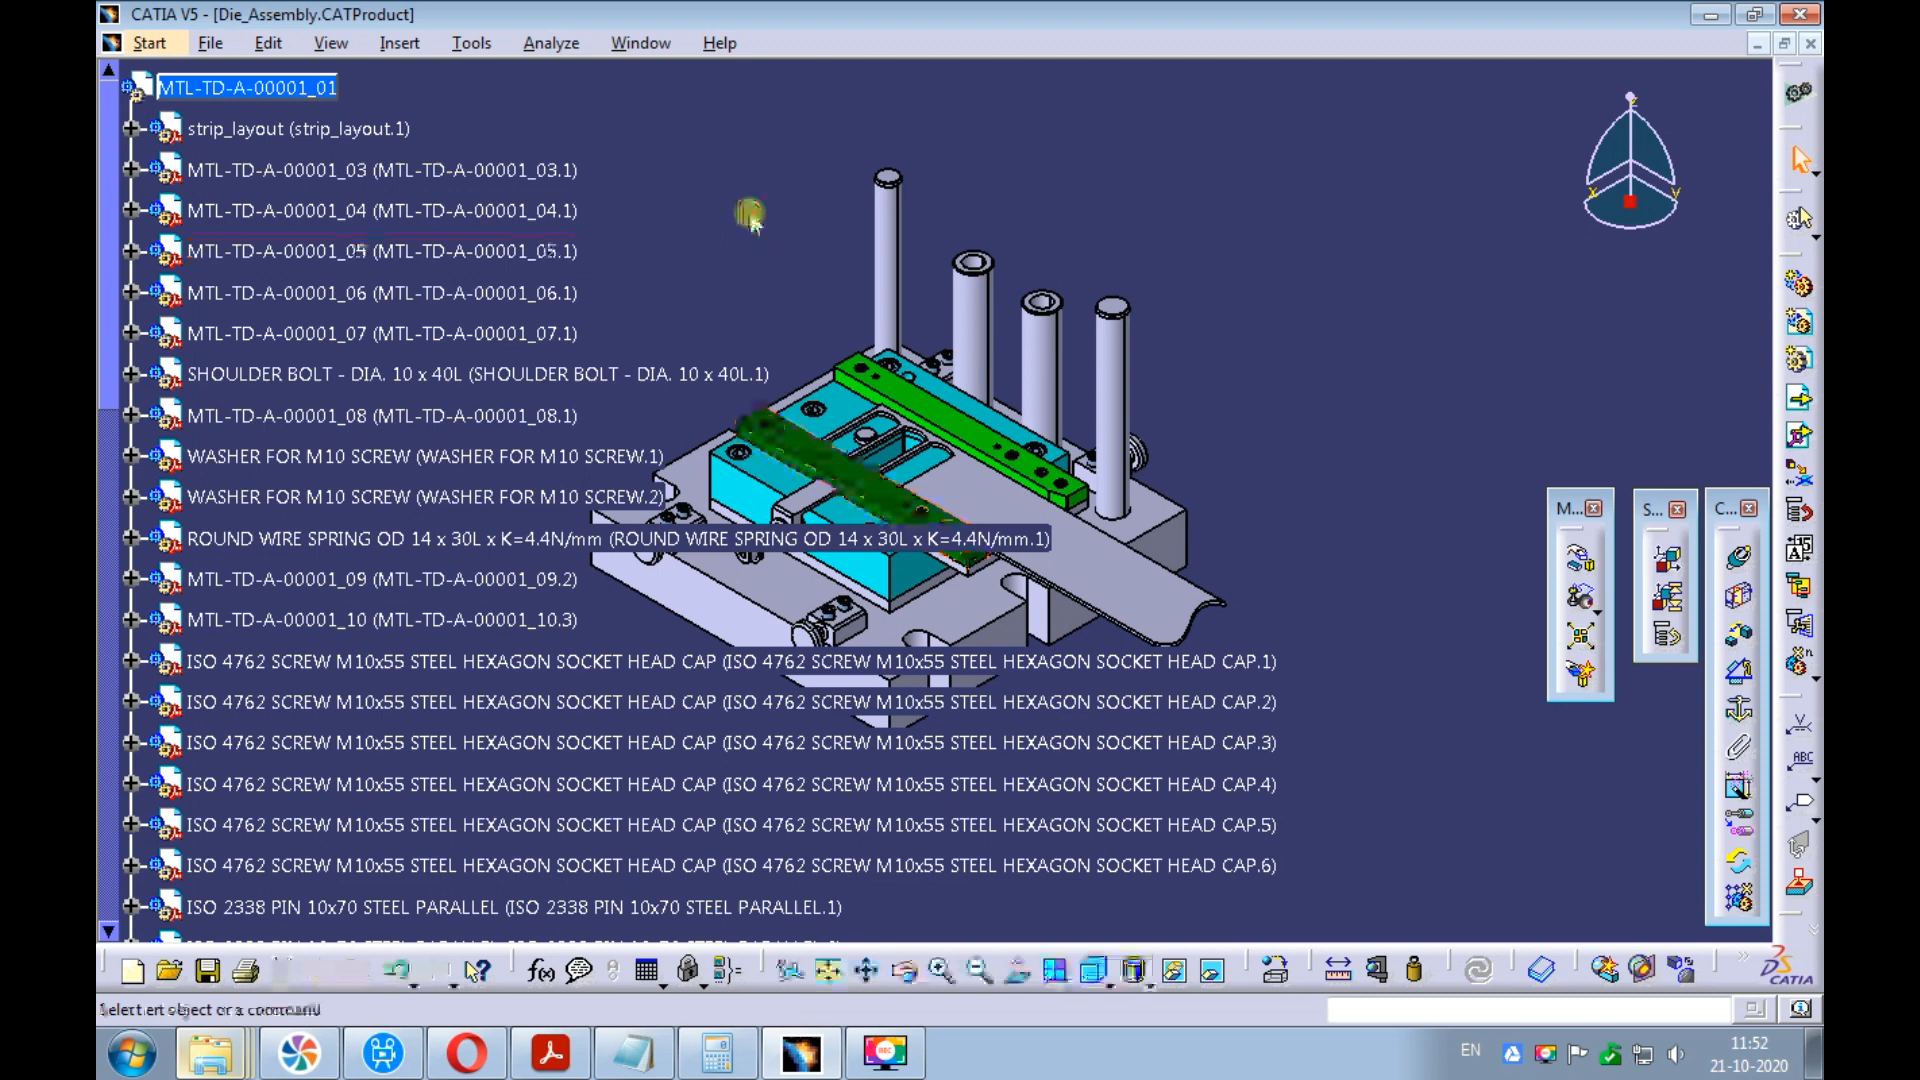 CATIA V5 - [Die_Assembly.CATProduct]
Start File Edit View Insert Tools Analyze Window Help
MTL-TD-A-00001_01
strip_layout (strip_layout.1)
MTL-TD-A-00001_03 (MTL-TD-A-00001_03.1)
MTL-TD-A-00001_04 (MTL-TD-A-00001_04.1)
MTL-TD-A-00001_05 (MTL-TD-A-00001_05.1)
MTL-TD-A-00001_06 (MTL-TD-A-00001_06.1)
MTL-TD-A-00001_07 (MTL-TD-A-00001_07.1)
SHOULDER BOLT - DIA. 10 x 40L (SHOULDER BOLT - DIA. 10 x 40L.1)
MTL-TD-A-00001_08 (MTL-TD-A-00001_08.1)
WASHER FOR M10 SCREW (WASHER FOR M10 SCREW.1)
WASHER FOR M10 SCREW (WASHER FOR M10 SCREW.2)
ROUND WIRE SPRING OD 14 x 30L x K=4.4N/mm (ROUND WIRE SPRING OD 14 x 30L x K=4.4N/mm.1)
MTL-TD-A-00001_09 (MTL-TD-A-00001_09.2)
MTL-TD-A-00001_10 (MTL-TD-A-00001_10.3)
ISO 4762 SCREW M10x55 STEEL HEXAGON SOCKET HEAD CAP (ISO 4762 SCREW M10x55 STEEL HEXAGON SOCKET HEAD CAP.1)
ISO 4762 SCREW M10x55 STEEL HEXAGON SOCKET HEAD CAP (ISO 4762 SCREW M10x55 STEEL HEXAGON SOCKET HEAD CAP.2)
ISO 4762 SCREW M10x55 STEEL HEXAGON SOCKET HEAD CAP (ISO 4762 SCREW M10x55 STEEL HEXAGON SOCKET HEAD CAP.3)
ISO 4762 SCREW M10x55 STEEL HEXAGON SOCKET HEAD CAP (ISO 4762 SCREW M10x55 STEEL HEXAGON SOCKET HEAD CAP.4)
ISO 4762 SCREW M10x55 STEEL HEXAGON SOCKET HEAD CAP (ISO 4762 SCREW M10x55 STEEL HEXAGON SOCKET HEAD CAP.5)
ISO 4762 SCREW M10x55 STEEL HEXAGON SOCKET HEAD CAP (ISO 4762 SCREW M10x55 STEEL HEXAGON SOCKET HEAD CAP.6)
ISO 2338 PIN 10x70 STEEL PARALLEL (ISO 2338 PIN 10x70 STEEL PARALLEL.1)
z
x y
M... S... C...
ABC
f(x)
CATIA
EN
11:52
21-10-2020